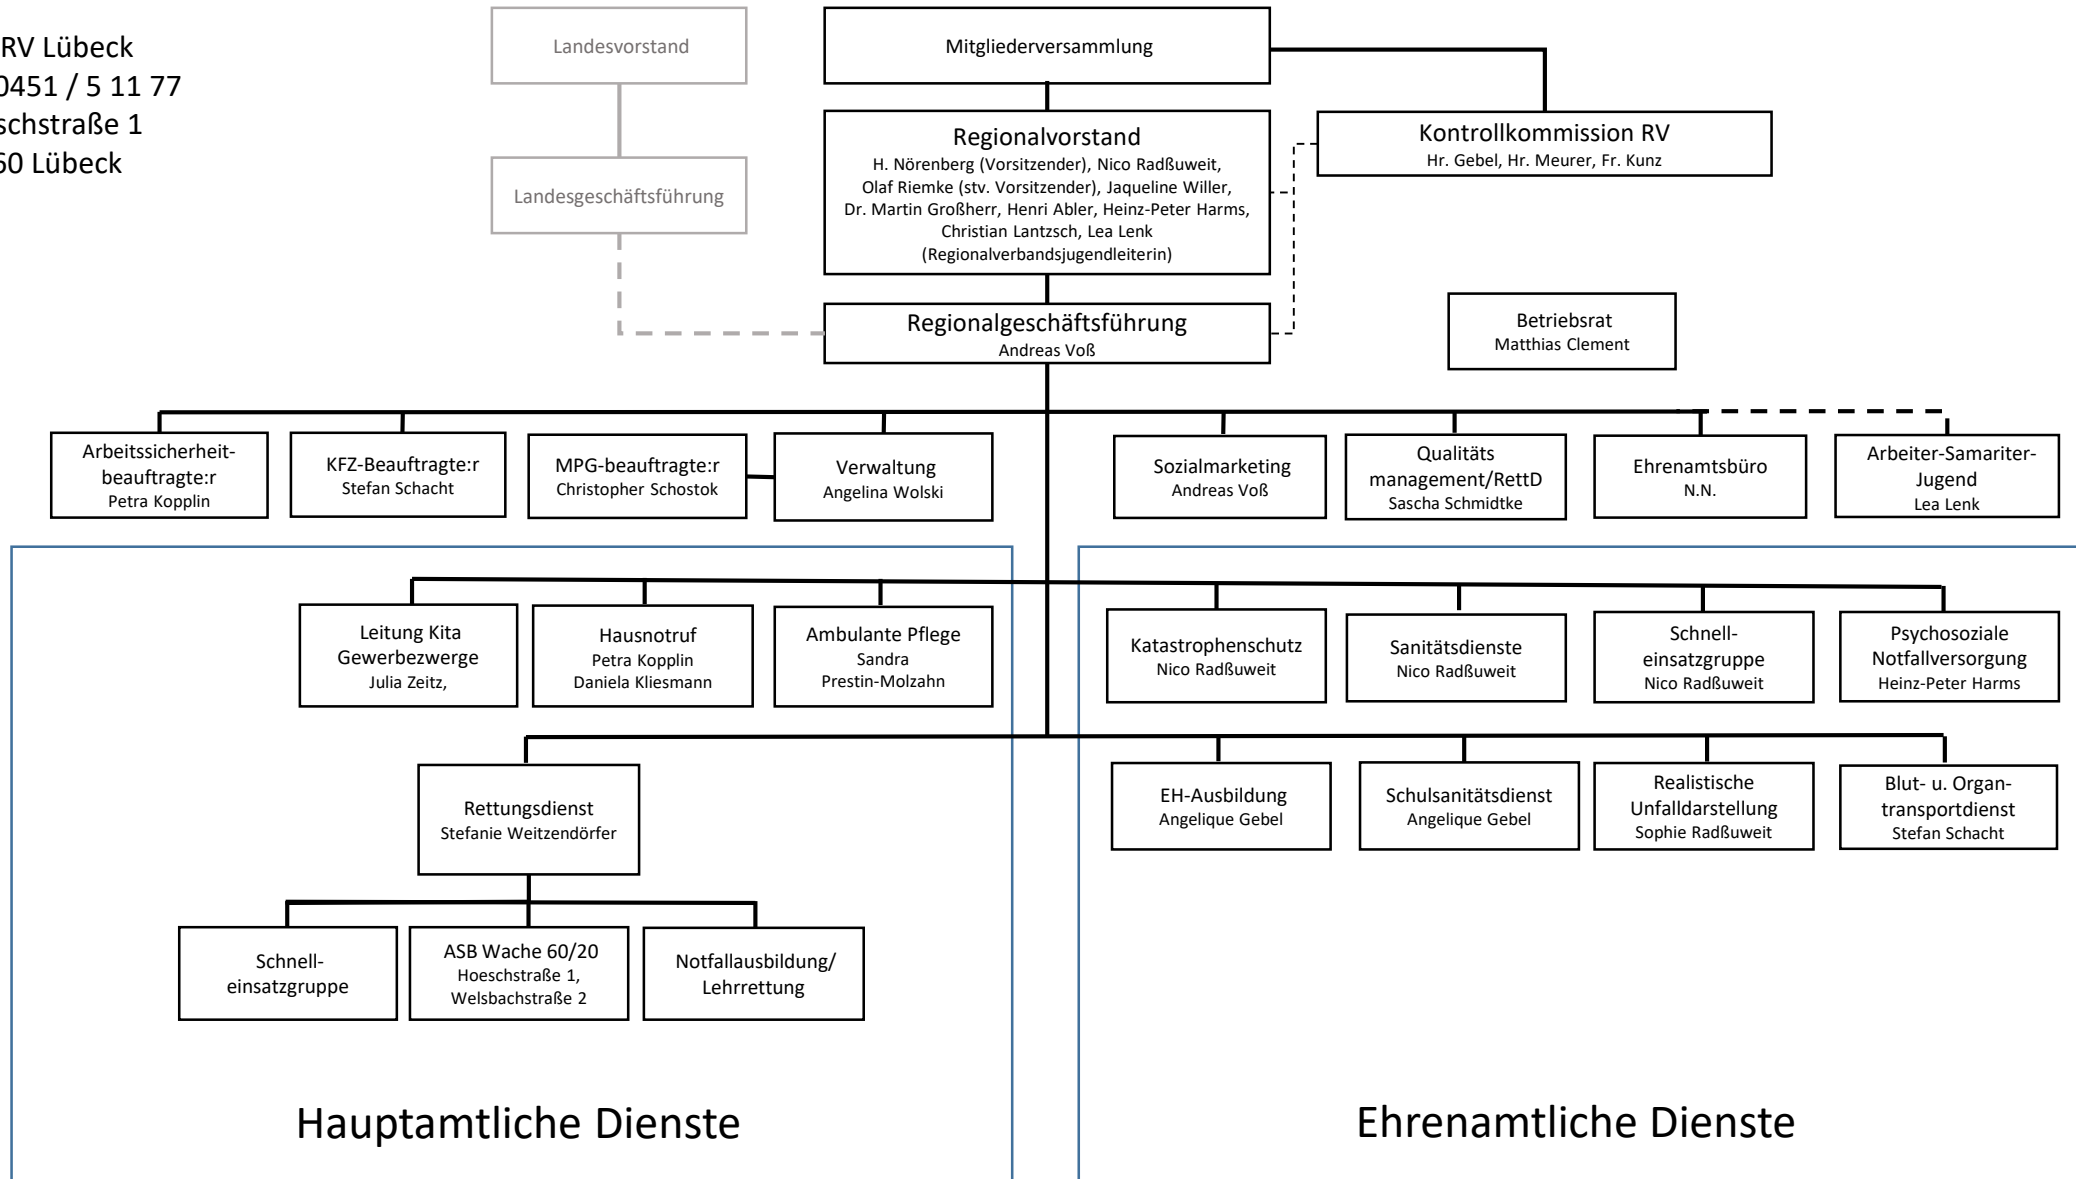 RV Lübeck
0451 / 5 11 77
schstraße 1
60 Lübeck
Landesvorstand
Landesgeschäftsführung
Mitgliederversammlung
Regionalvorstand
H. Nörenberg (Vorsitzender), Nico Radßuweit,
Olaf Riemke (stv. Vorsitzender), Jaqueline Willer,
Dr. Martin Großherr, Henri Abler, Heinz-Peter Harms,
Christian Lantzsch, Lea Lenk
(Regionalverbandsjugendleiterin)
Kontrollkommission RV
Hr. Gebel, Hr. Meurer, Fr. Kunz
Regionalgeschäftsführung
Andreas Voß
Betriebsrat
Matthias Clement
Arbeitssicherheit-
beauftragte:r
Petra Kopplin
KFZ-Beauftragte:r
Stefan Schacht
MPG-beauftragte:r
Christopher Schostok
Verwaltung
Angelina Wolski
Sozialmarketing
Andreas Voß
Qualitäts
management/RettD
Sascha Schmidtke
Ehrenamtsbüro
N.N.
Arbeiter-Samariter-
Jugend
Lea Lenk
Leitung Kita
Gewerbezwerge
Julia Zeitz,
Hausnotruf
Petra Kopplin
Daniela Kliesmann
Ambulante Pflege
Sandra
Prestin-Molzahn
Katastrophenschutz
Nico Radßuweit
Sanitätsdienste
Nico Radßuweit
Schnell-
einsatzgruppe
Nico Radßuweit
Psychosoziale
Notfallversorgung
Heinz-Peter Harms
Rettungsdienst
Stefanie Weitzendörfer
EH-Ausbildung
Angelique Gebel
Schulsanitätsdienst
Angelique Gebel
Realistische
Unfalldarstellung
Sophie Radßuweit
Blut- u. Organ-
transportdienst
Stefan Schacht
Schnell-
einsatzgruppe
ASB Wache 60/20
Hoeschstraße 1,
Welsbachstraße 2
Notfallausbildung/
Lehrrettung
Hauptamtliche Dienste
Ehrenamtliche Dienste